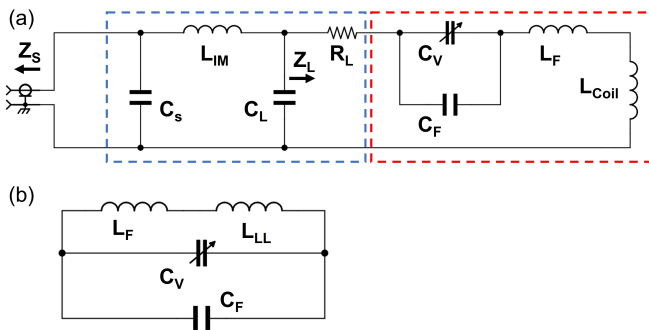 (a)
Z_S
L_IM
Z_L
R_L
C_V
L_F
C_s
C_L
C_F
L_Coil
(b)
L_F
L_LL
C_V
C_F